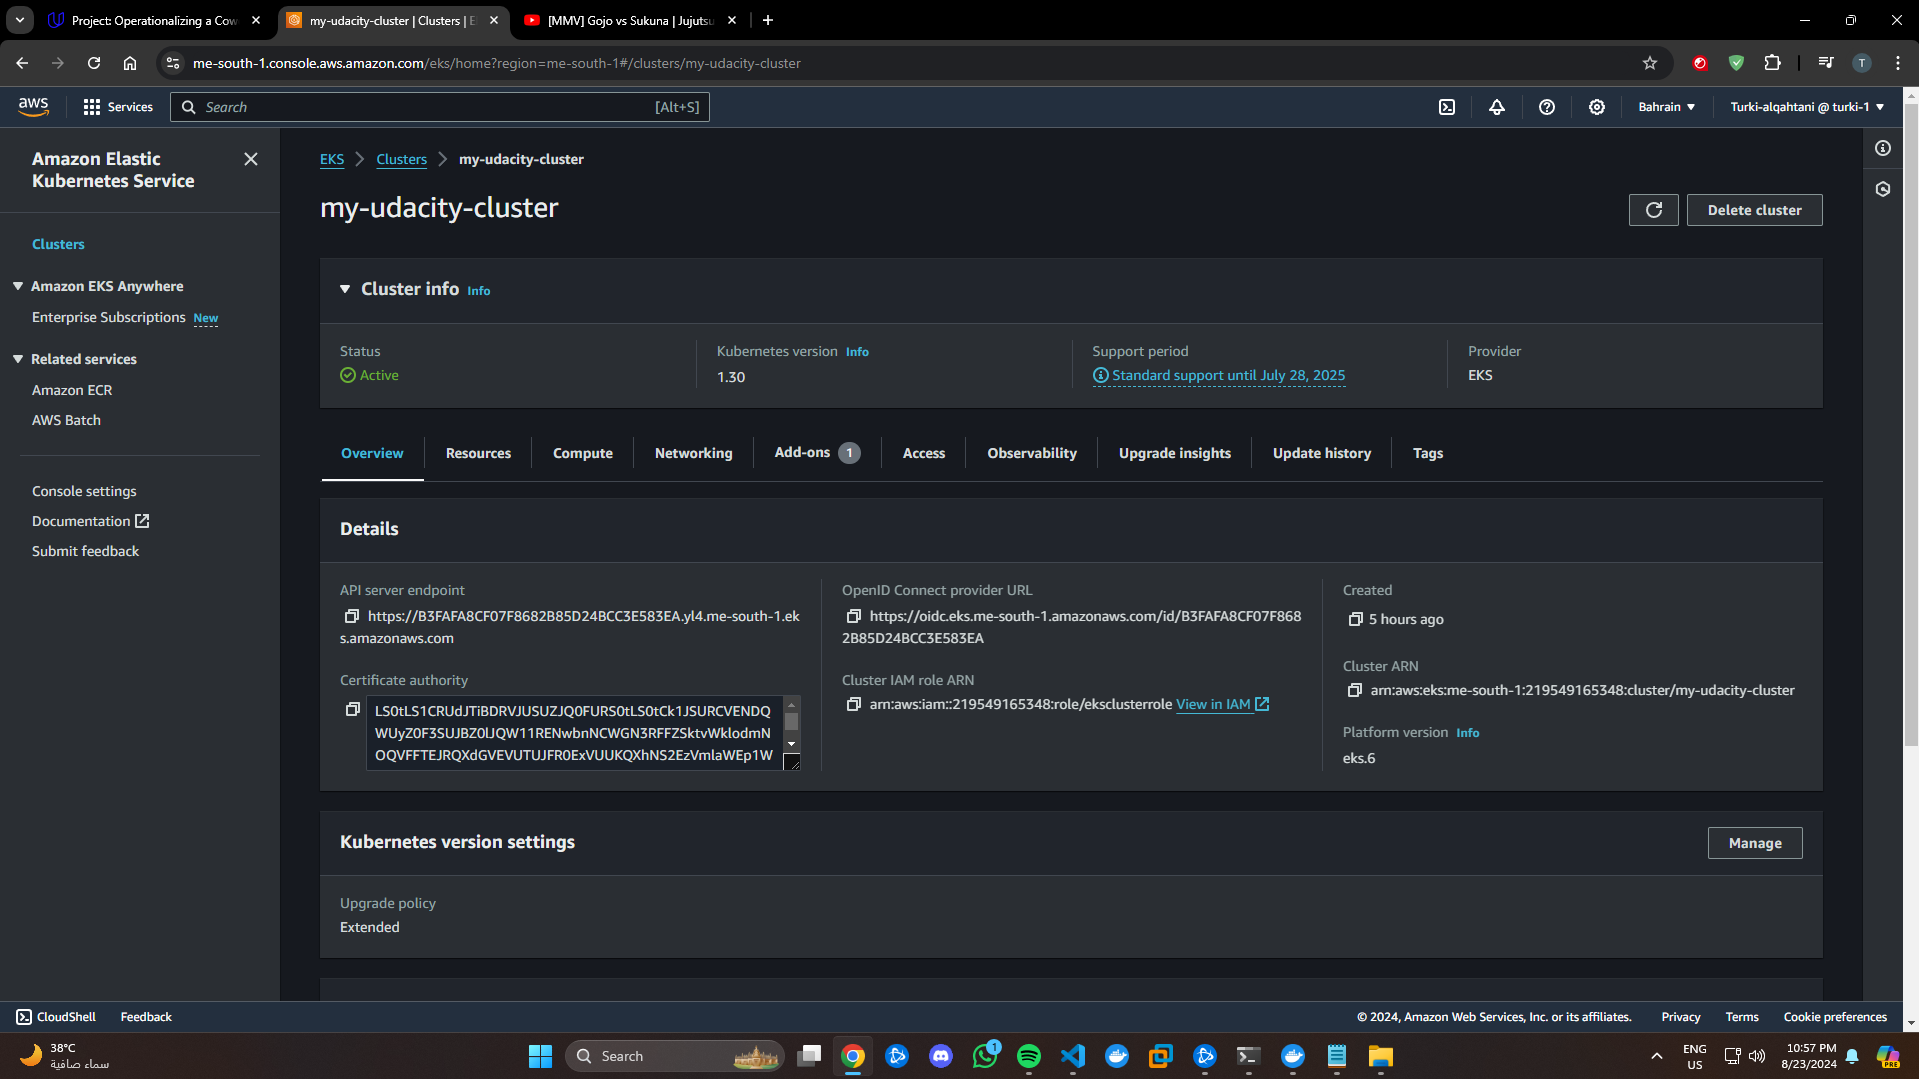 Project: Operationalizing a Cow
my-udacity-cluster | Clusters | E
[MMV] Gojo vs Sukuna | Jujutsu
me-south-1.console.aws.amazon.com/eks/home?region=me-south-1#/clusters/my-udacity-cluster
T
aws
Services
Search
[Alt+S]
Bahrain
Turki-alqahtani @ turki-1
Amazon Elastic
Kubernetes Service
Clusters
Amazon EKS Anywhere
Enterprise Subscriptions New
Related services
Amazon ECR
AWS Batch
Console settings
Documentation
Submit feedback
EKS
Clusters
my-udacity-cluster
my-udacity-cluster
Delete cluster
Cluster info Info
Status
Active
Kubernetes version Info
1.30
Support period
Standard support until July 28, 2025
Provider
EKS
Overview
Resources
Compute
Networking
Add-ons 1
Access
Observability
Upgrade insights
Update history
Tags
Details
API server endpoint
https://B3FAFA8CF07F8682B85D24BCC3E583EA.yl4.me-south-1.ek
s.amazonaws.com
Certificate authority
LS0tLS1CRUdJTiBDRVJUSUZJQ0FURS0tLS0tCk1JSURCVENDQ
WUyZ0F3SUJBZ0lJQW11RENwbnNCWGN3RFFZSktvWklodmN
OQVFFTEJRQXdGVEVUTUJFR0ExVUUKQXhNS2EzVmlaWEp1W
OpenID Connect provider URL
https://oidc.eks.me-south-1.amazonaws.com/id/B3FAFA8CF07F868
2B85D24BCC3E583EA
Cluster IAM role ARN
arn:aws:iam::219549165348:role/eksclusterrole View in IAM
Created
5 hours ago
Cluster ARN
arn:aws:eks:me-south-1:219549165348:cluster/my-udacity-cluster
Platform version Info
eks.6
Kubernetes version settings
Manage
Upgrade policy
Extended
CloudShell
Feedback
© 2024, Amazon Web Services, Inc. or its affiliates.
Privacy
Terms
Cookie preferences
38°C
سماء صافية
Search
1
ENG
US
10:57 PM
8/23/2024
PRE